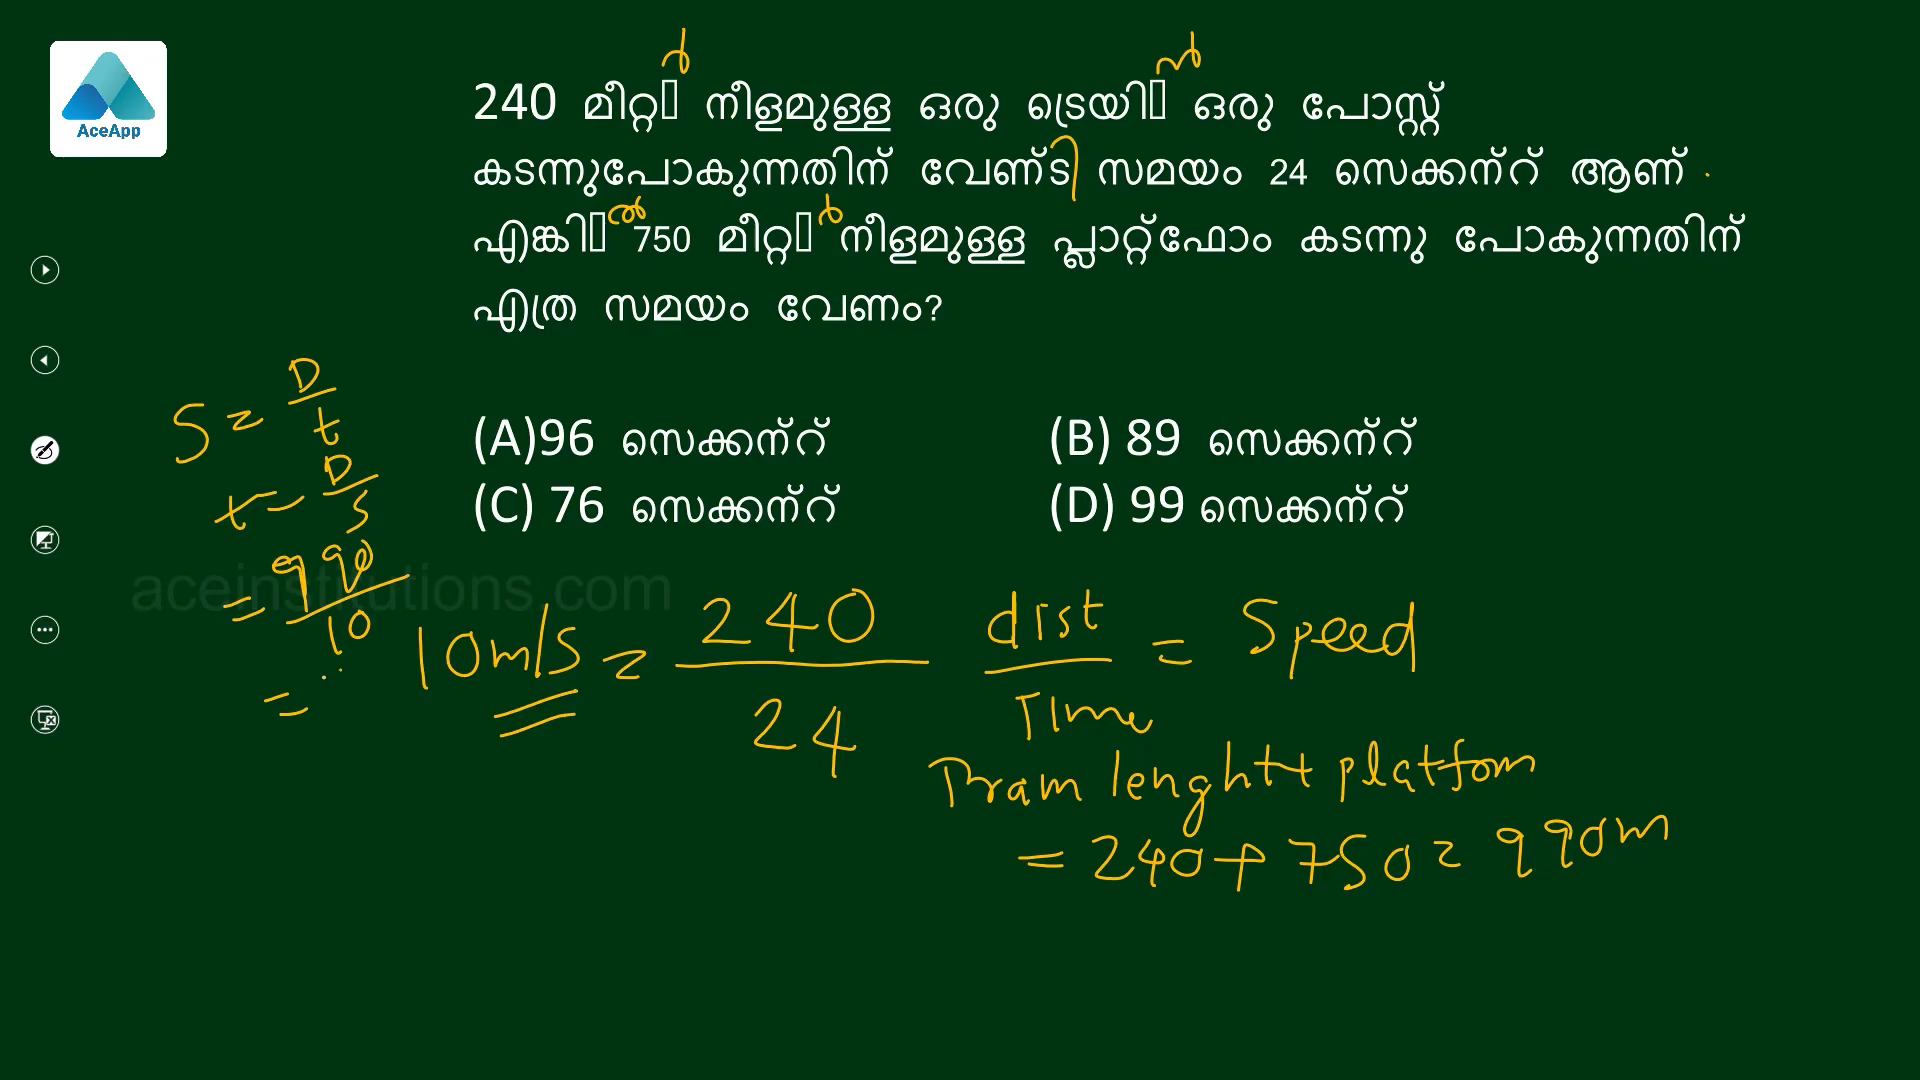 AceApp
240 മീറ്റർ നീളമുള്ള ഒരു ട്രെയിൻ ഒരു പോസ്റ്റ്
കടന്നുപോകുന്നതിന് വേണ്ടി സമയം 24 സെക്കന്റ് ആണ്
എങ്കിൽ 750 മീറ്റർ നീളമുള്ള പ്ലാറ്റ്ഫോം കടന്നു പോകുന്നതിന്
എത്ര സമയം വേണം?
(A)96 സെക്കന്റ് (B) 89 സെക്കന്റ്
(C) 76 സെക്കന്റ് (D) 99 സെക്കന്റ്
S = D/t
t = D/S
= 990/10
=
aceinstitutions.com
10m/s = 240/24 dist/Time = Speed
Train lenght + platfom
= 240 + 750 = 990m